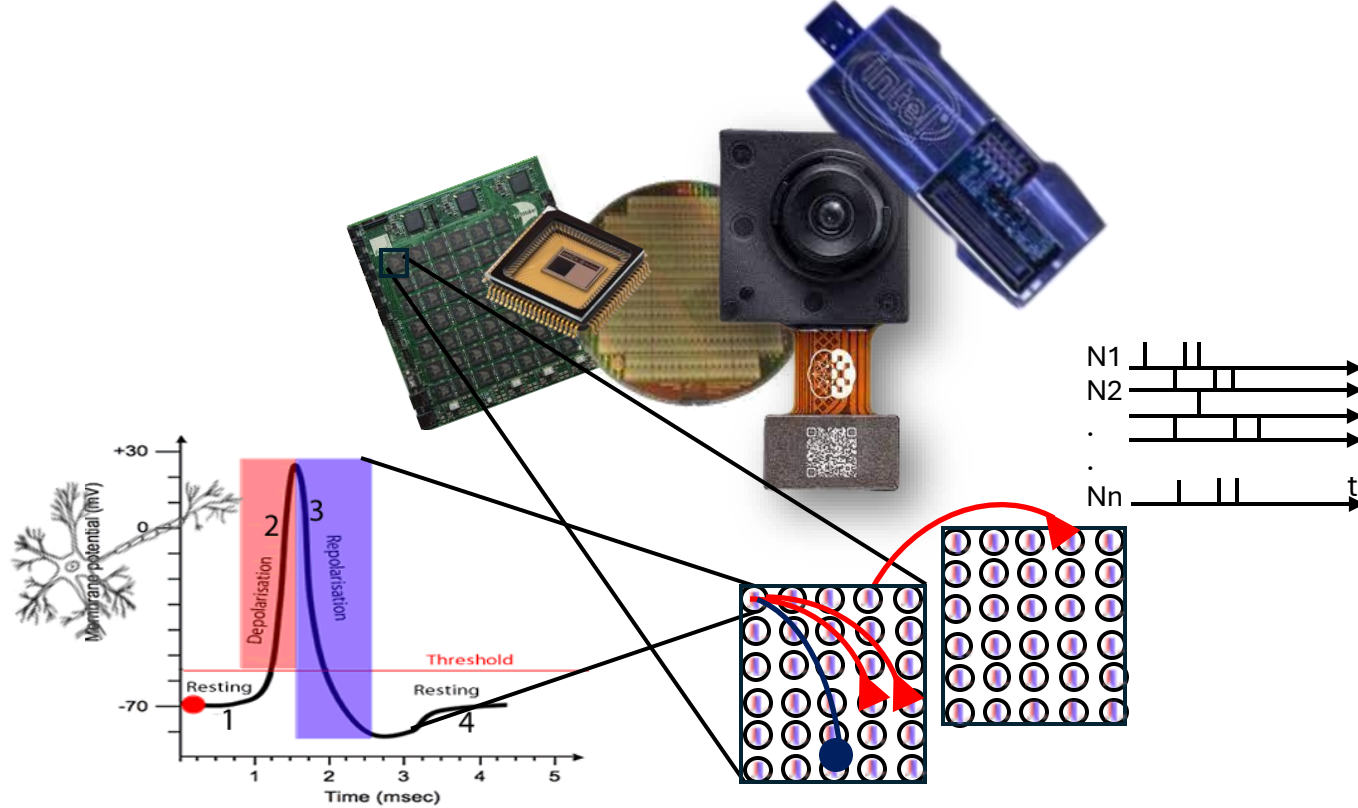 intel
N1
N2
.
.
Nn
t
+30
0
-70
Membrane potential (mV)
2
3
Depolarisation
Repolarisation
Threshold
Resting
1
Resting
4
1
2
3
4
5
Time (msec)